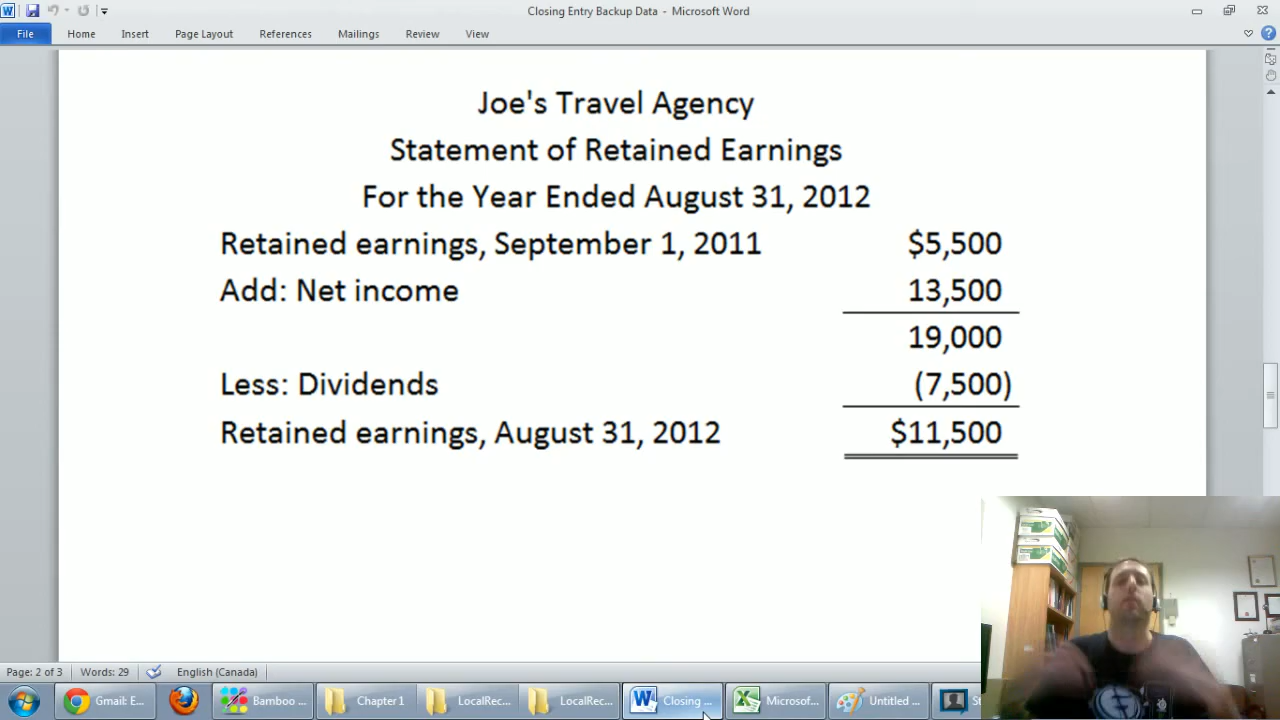 Closing Entry Backup Data - Microsoft Word
File Home Insert Page Layout References Mailings Review View
Joe's Travel Agency
Statement of Retained Earnings
For the Year Ended August 31, 2012
Retained earnings, September 1, 2011 $5,500
Add: Net income 13,500
19,000
Less: Dividends (7,500)
Retained earnings, August 31, 2012 $11,500
Page: 2 of 3 Words: 29 English (Canada)
Gmail: E... Bamboo ... Chapter 1 LocalRec... LocalRec... Closing ... Microsof... Untitled ... St